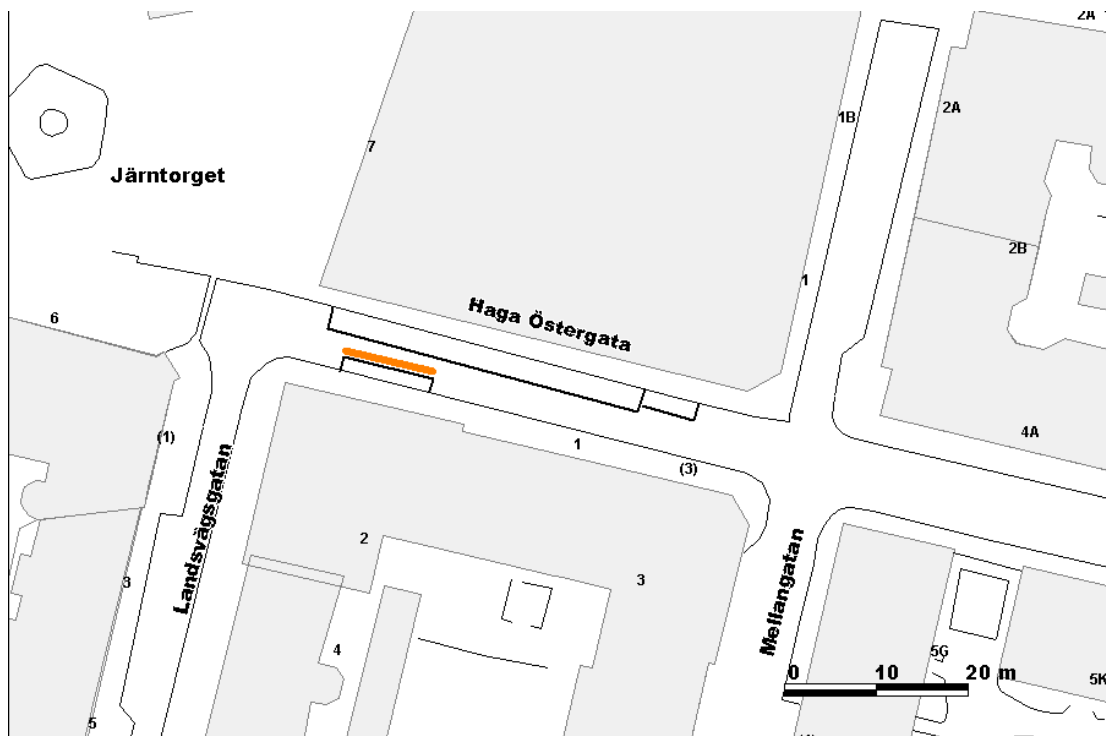 2A
2A
1B
7
Järntorget
2B
1
Haga Östergata
6
4A
1
(3)
(1)
Landsvägsgatan
2
3
3
Mellangatan
4
5G
0 10 20 m
5K
5